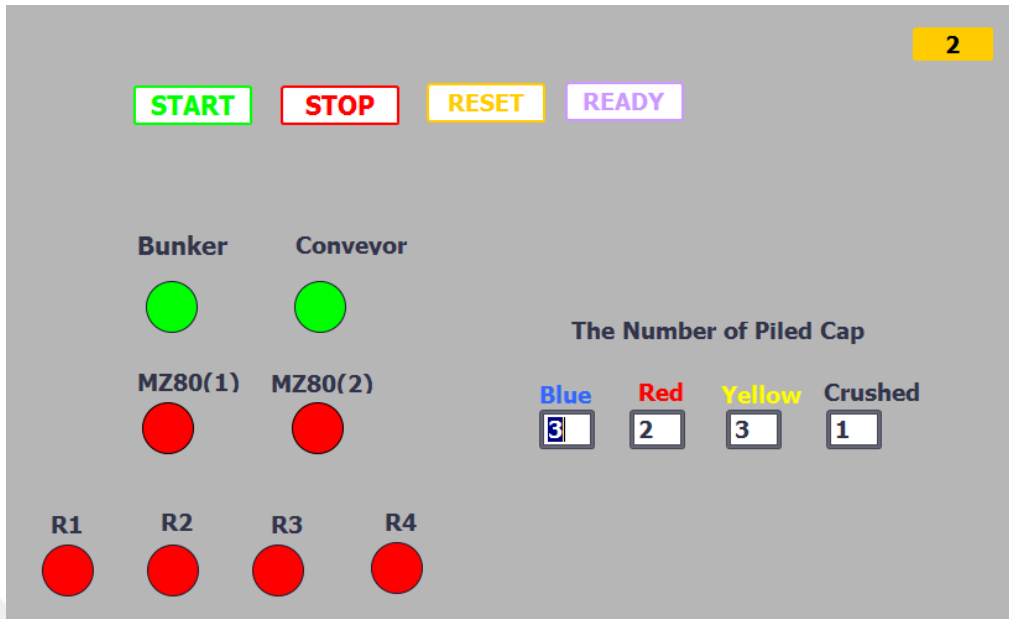 2
START STOP RESET READY
Bunker Conveyor
The Number of Piled Cap
MZ80(1) MZ80(2)
Blue Red Yellow Crushed
3 2 3 1
R1 R2 R3 R4